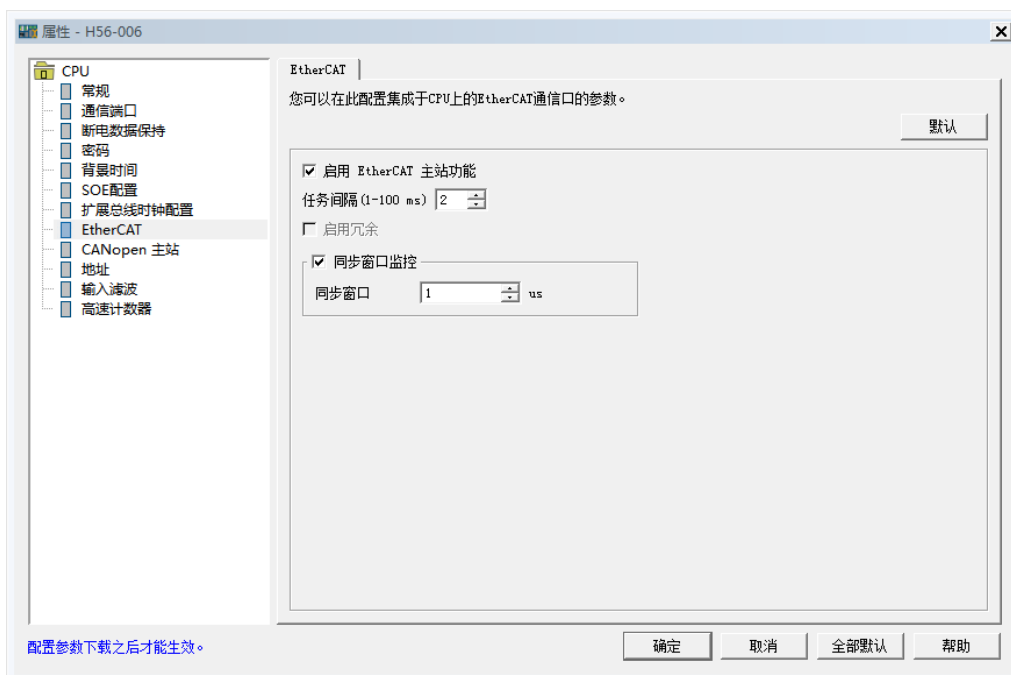 属性 - H56-006
CPU
常规
通信端口
断电数据保持
密码
背景时间
SOE配置
扩展总线时钟配置
EtherCAT
CANopen 主站
地址
输入滤波
高速计数器
EtherCAT
您可以在此配置集成于CPU上的EtherCAT通信口的参数。
默认
启用 EtherCAT 主站功能
任务间隔(1-100 ms) 2
启用冗余
同步窗口监控
同步窗口 1 us
配置参数下载之后才能生效。
确定 取消 全部默认 帮助